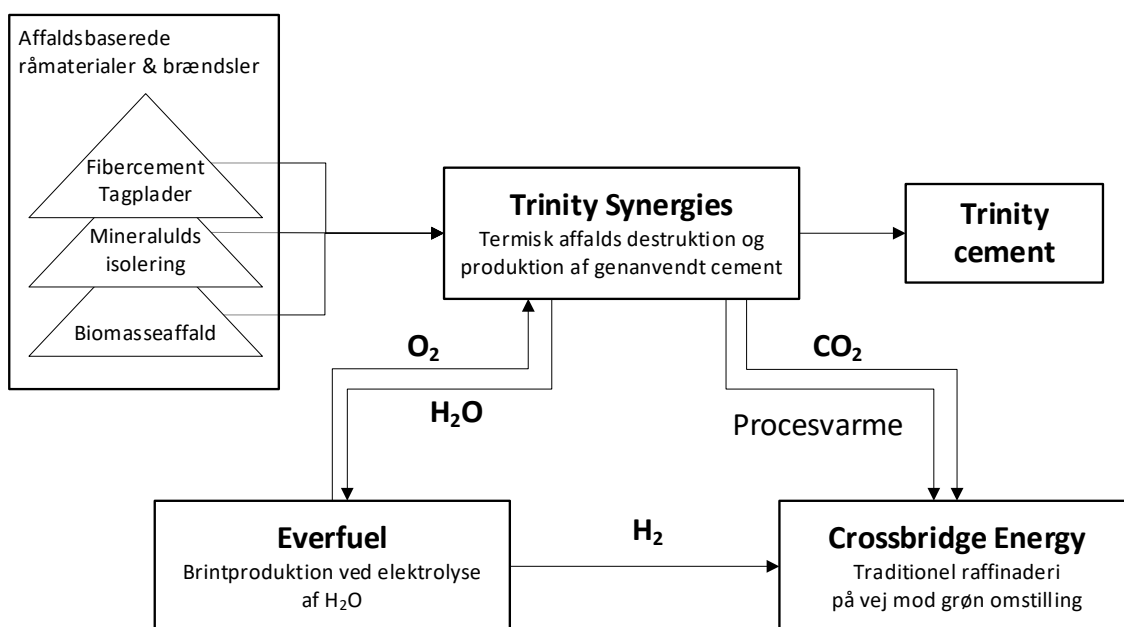 Affaldsbaserede
råmaterialer & brændsler
Fibercement
Tagplader
Mineralulds
isolering
Biomasseaffald
Trinity Synergies
Termisk affalds destruktion og
produktion af genanvendt cement
Trinity
cement
O₂
H₂O
CO₂
Procesvarme
Everfuel
Brintproduktion ved elektrolyse
af H₂O
H₂
Crossbridge Energy
Traditionel raffinaderi
på vej mod grøn omstilling